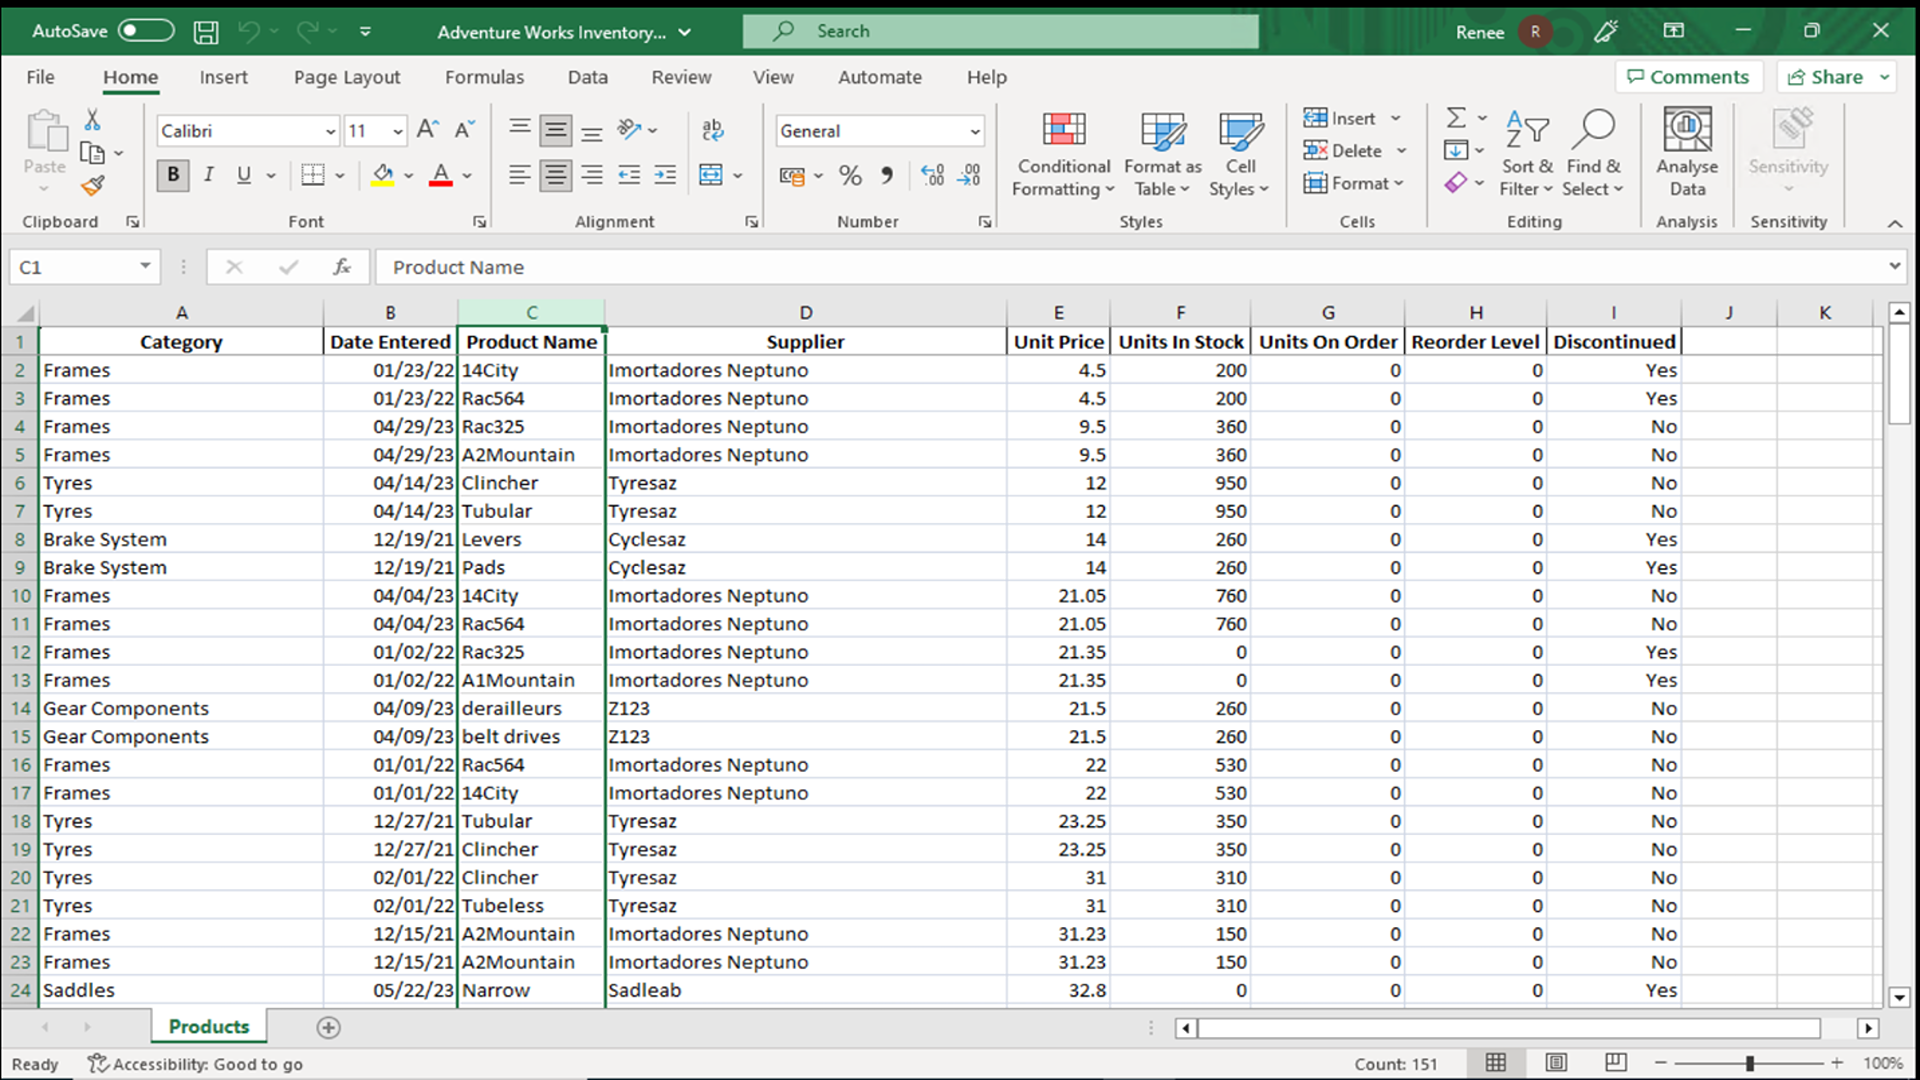 AutoSave Adventure Works Inventory... Search Renee R
File Home Insert Page Layout Formulas Data Review View Automate Help Comments Share
Paste Calibri 11 A A B I U A ab c General % 9 .00 .00 Conditional Formatting Format as Table Cell Styles Insert Delete Format Σ A Z Sort & Filter Find & Select Analyse Data Sensitivity
Clipboard Font Alignment Number Styles Cells Editing Analysis Sensitivity
C1 fx Product Name
A B C D E F G H I J K
1 Category Date Entered Product Name Supplier Unit Price Units In Stock Units On Order Reorder Level Discontinued
2 Frames 01/23/22 14City Imortadores Neptuno 4.5 200 0 0 Yes
3 Frames 01/23/22 Rac564 Imortadores Neptuno 4.5 200 0 0 Yes
4 Frames 04/29/23 Rac325 Imortadores Neptuno 9.5 360 0 0 No
5 Frames 04/29/23 A2Mountain Imortadores Neptuno 9.5 360 0 0 No
6 Tyres 04/14/23 Clincher Tyresaz 12 950 0 0 No
7 Tyres 04/14/23 Tubular Tyresaz 12 950 0 0 No
8 Brake System 12/19/21 Levers Cyclesaz 14 260 0 0 Yes
9 Brake System 12/19/21 Pads Cyclesaz 14 260 0 0 Yes
10 Frames 04/04/23 14City Imortadores Neptuno 21.05 760 0 0 No
11 Frames 04/04/23 Rac564 Imortadores Neptuno 21.05 760 0 0 No
12 Frames 01/02/22 Rac325 Imortadores Neptuno 21.35 0 0 0 Yes
13 Frames 01/02/22 A1Mountain Imortadores Neptuno 21.35 0 0 0 Yes
14 Gear Components 04/09/23 derailleurs Z123 21.5 260 0 0 No
15 Gear Components 04/09/23 belt drives Z123 21.5 260 0 0 No
16 Frames 01/01/22 Rac564 Imortadores Neptuno 22 530 0 0 No
17 Frames 01/01/22 14City Imortadores Neptuno 22 530 0 0 No
18 Tyres 12/27/21 Tubular Tyresaz 23.25 350 0 0 No
19 Tyres 12/27/21 Clincher Tyresaz 23.25 350 0 0 No
20 Tyres 02/01/22 Clincher Tyresaz 31 310 0 0 No
21 Tyres 02/01/22 Tubeless Tyresaz 31 310 0 0 No
22 Frames 12/15/21 A2Mountain Imortadores Neptuno 31.23 150 0 0 No
23 Frames 12/15/21 A2Mountain Imortadores Neptuno 31.23 150 0 0 No
24 Saddles 05/22/23 Narrow Sadleab 32.8 0 0 0 Yes
Products
Ready Accessibility: Good to go Count: 151 100%